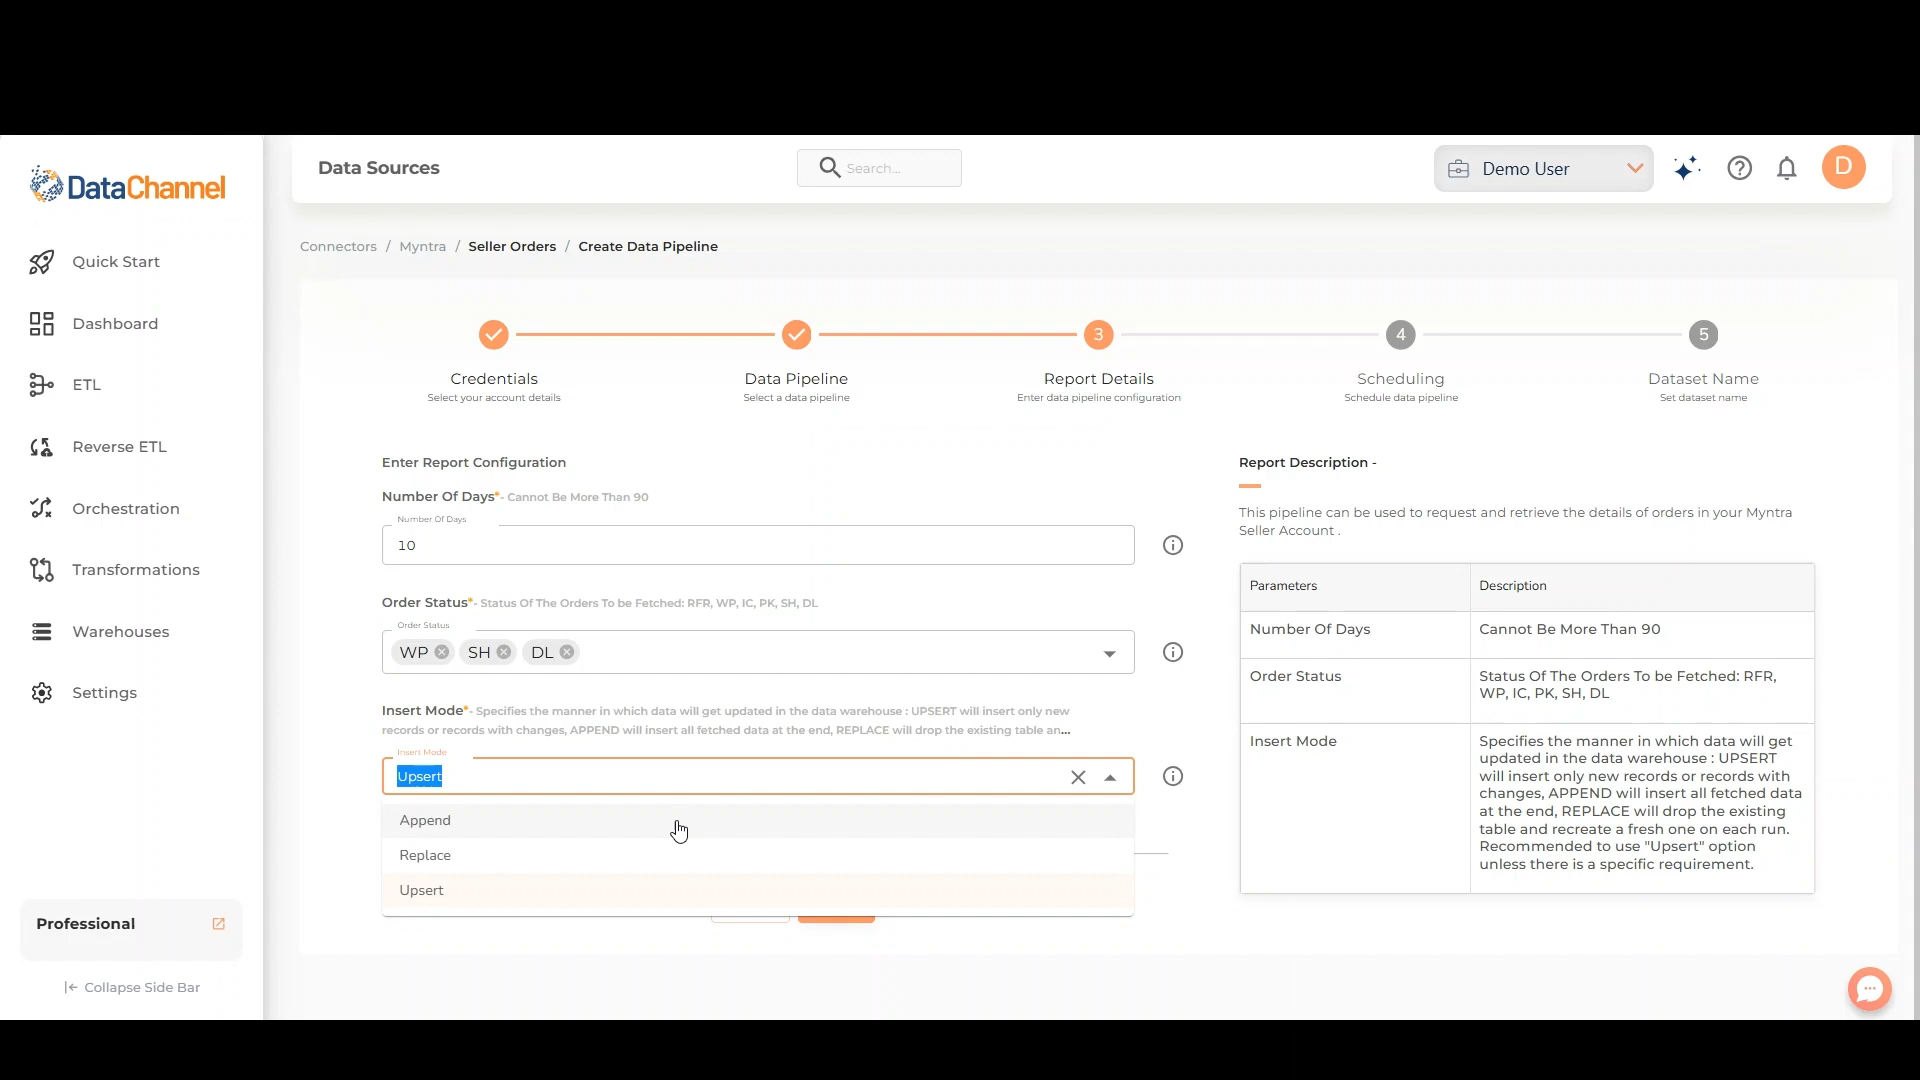 DataChannel
Data Sources
Search...
Demo User
D
Quick Start
Dashboard
ETL
Reverse ETL
Orchestration
Transformations
Warehouses
Settings
Professional
Collapse Side Bar
Connectors / Myntra / Seller Orders / Create Data Pipeline
3
4
5
Credentials
Select your account details
Data Pipeline
Select a data pipeline
Report Details
Enter data pipeline configuration
Scheduling
Schedule data pipeline
Dataset Name
Set dataset name
Enter Report Configuration
Number Of Days*- Cannot Be More Than 90
Number Of Days
10
Order Status*- Status Of The Orders To be Fetched: RFR, WP, IC, PK, SH, DL
Order Status
WP SH DL
Insert Mode*- Specifies the manner in which data will get updated in the data warehouse : UPSERT will insert only new
records or records with changes, APPEND will insert all fetched data at the end, REPLACE will drop the existing table an...
Insert Mode
Upsert
Append
Replace
Upsert
Report Description -
This pipeline can be used to request and retrieve the details of orders in your Myntra
Seller Account .
Parameters Description
Number Of Days Cannot Be More Than 90
Order Status Status Of The Orders To be Fetched: RFR,
WP, IC, PK, SH, DL
Insert Mode Specifies the manner in which data will get
updated in the data warehouse : UPSERT
will insert only new records or records with
changes, APPEND will insert all fetched data
at the end, REPLACE will drop the existing
table and recreate a fresh one on each run.
Recommended to use "Upsert" option
unless there is a specific requirement.